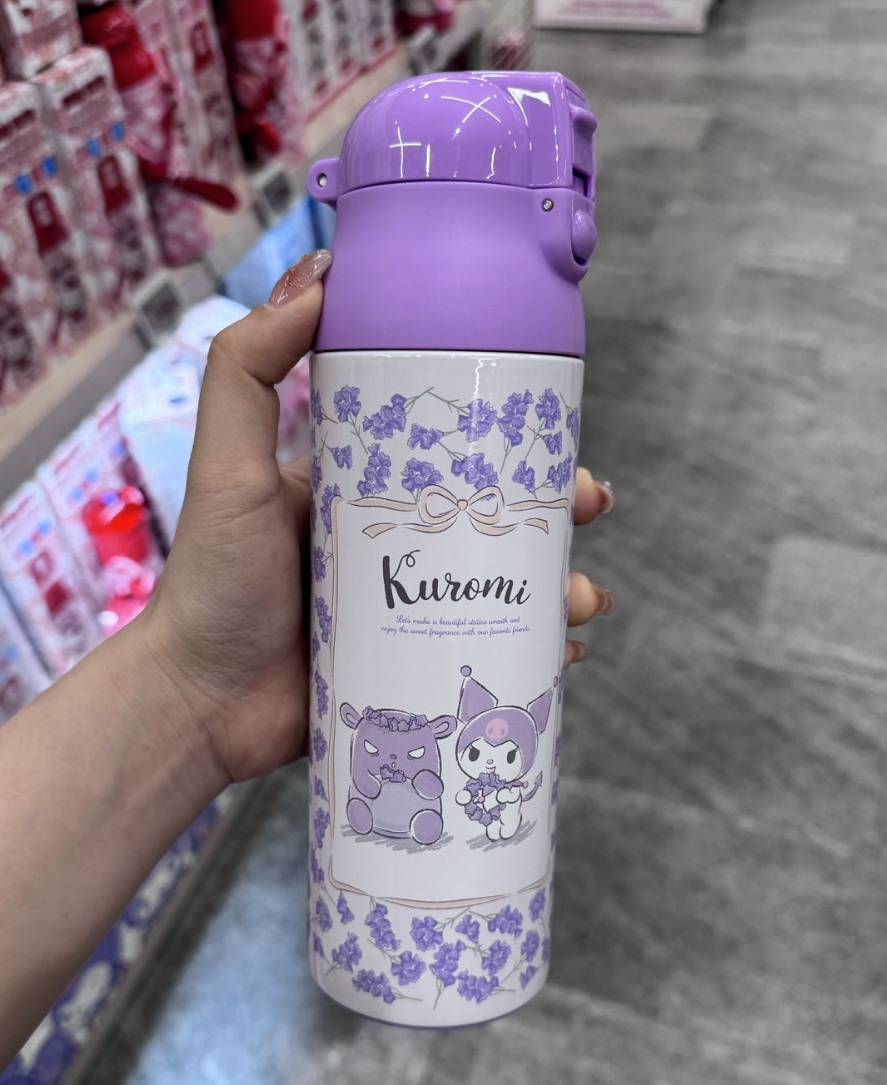 Kuromi
Let's make a beautiful statice wreath and
enjoy the sweet fragrance with our favorite friends.